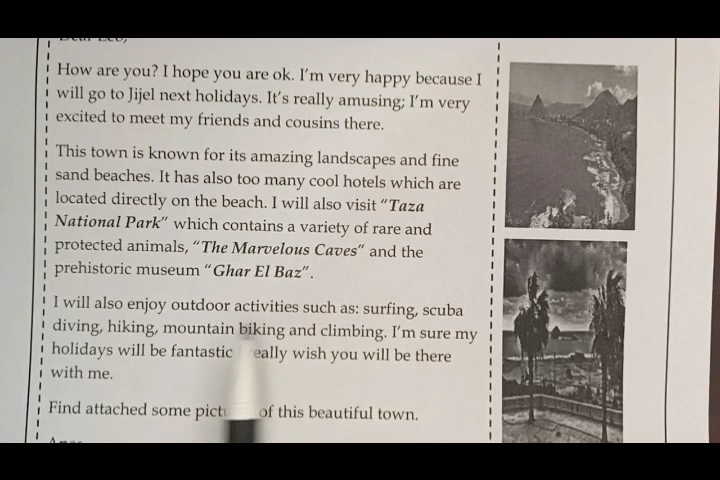 Dear Leo,
How are you? I hope you are ok. I'm very happy because I
will go to Jijel next holidays. It's really amusing; I'm very
excited to meet my friends and cousins there.
This town is known for its amazing landscapes and fine
sand beaches. It has also too many cool hotels which are
located directly on the beach. I will also visit "Taza
National Park" which contains a variety of rare and
protected animals, "The Marvelous Caves" and the
prehistoric museum "Ghar El Baz".
I will also enjoy outdoor activities such as: surfing, scuba
diving, hiking, mountain biking and climbing. I'm sure my
holidays will be fantastic really wish you will be there
with me.
Find attached some of this beautiful town.